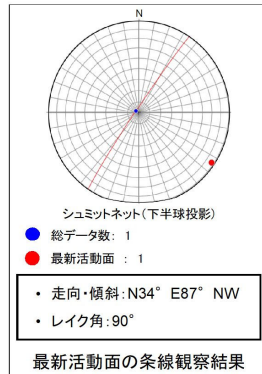 N
シュミットネット(下半球投影)
総データ数: 1
最新活動面 : 1
・ 走向・傾斜:N34° E87° NW
・ レイク角:90°
最新活動面の条線観察結果